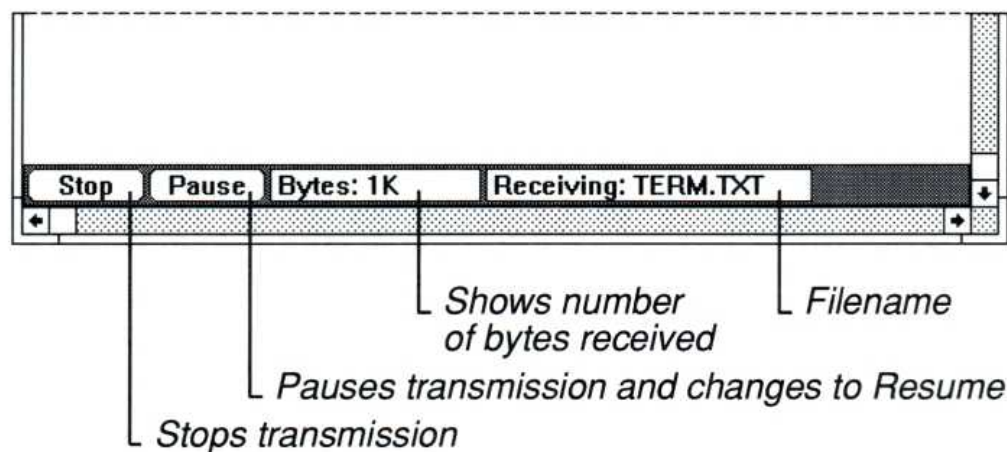 Stop Pause Bytes: 1K Receiving: TERM.TXT
Shows number
of bytes received
Filename
Pauses transmission and changes to Resume
Stops transmission